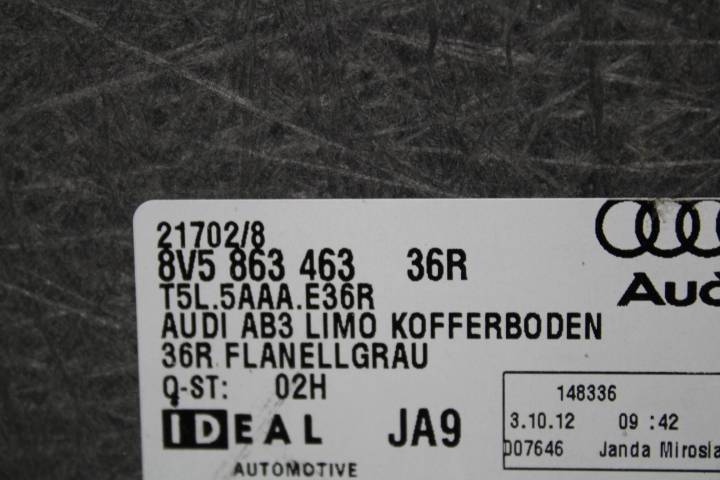 21702/8
8V5 863 463 36R
T5L.5AAA.E36R
AUDI AB3 LIMO KOFFERBODEN
36R FLANELLGRAU
Q-ST: 02H
IDEAL JA9
AUTOMOTIVE
148336
3.10.12 09 :42
D07646 Janda